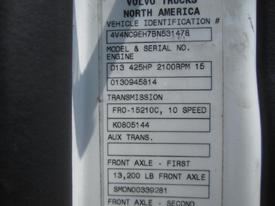 VOLVO TRUCKS
NORTH AMERICA
VEHICLE IDENTIFICATION #
4V4NC9EH7BN531478
MODEL & SERIAL NO.
ENGINE
D13 425HP 2100RPM 15
0130945814
TRANSMISSION
FRO-15210C, 10 SPEED
K0805144
AUX TRANS.
FRONT AXLE - FIRST
13,200 LB FRONT AXLE
SMON00339281
FRONT AXLE - SECOND